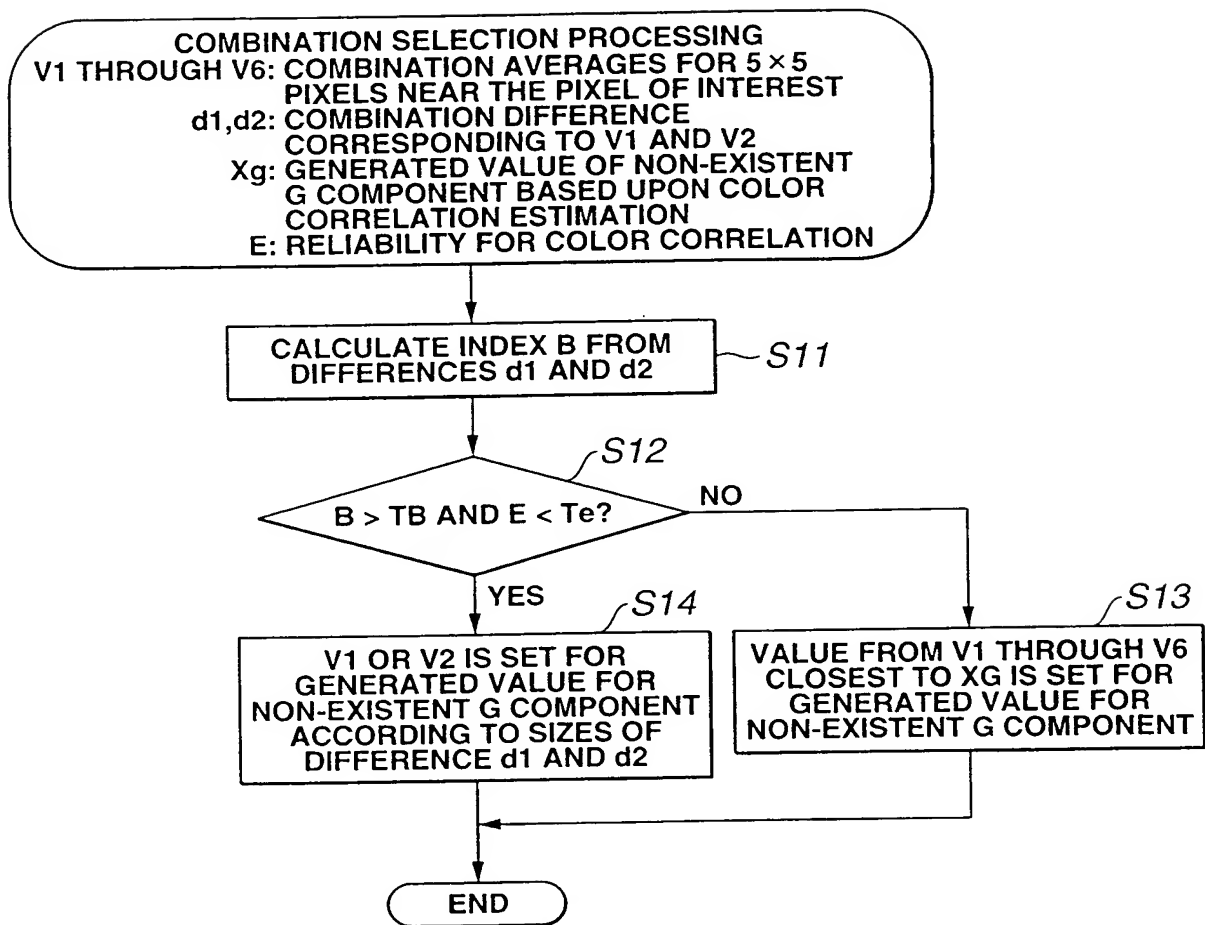 COMBINATION SELECTION PROCESSING
V1 THROUGH V6: COMBINATION AVERAGES FOR 5 × 5
PIXELS NEAR THE PIXEL OF INTEREST
d1,d2: COMBINATION DIFFERENCE
CORRESPONDING TO V1 AND V2
Xg: GENERATED VALUE OF NON-EXISTENT
G COMPONENT BASED UPON COLOR
CORRELATION ESTIMATION
E: RELIABILITY FOR COLOR CORRELATION
CALCULATE INDEX B FROM
DIFFERENCES d1 AND d2
S11
S12
B > TB AND E < Te?
NO
YES
S14
V1 OR V2 IS SET FOR
GENERATED VALUE FOR
NON-EXISTENT G COMPONENT
ACCORDING TO SIZES OF
DIFFERENCE d1 AND d2
S13
VALUE FROM V1 THROUGH V6
CLOSEST TO XG IS SET FOR
GENERATED VALUE FOR
NON-EXISTENT G COMPONENT
END